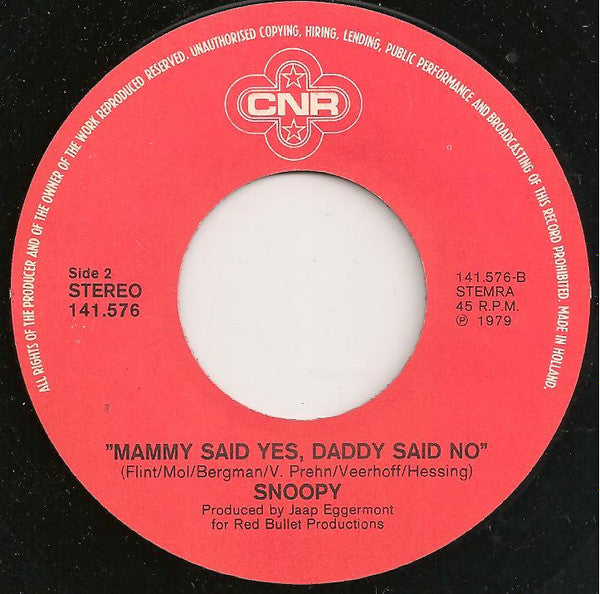 ALL RIGHTS OF THE PRODUCER AND OF THE OWNER OF THE WORK REPRODUCED RESERVED. UNAUTHORISED COPYING, HIRING, LENDING, PUBLIC PERFORMANCE AND BROADCASTING OF THIS RECORD PROHIBITED. MADE IN HOLLAND.
CNR
Side 2
STEREO
141.576
141.576-B
STEMRA
45 R.P.M.
℗ 1979
"MAMMY SAID YES, DADDY SAID NO"
(Flint/Mol/Bergman/V. Prehn/Veerhoff/Hessing)
SNOOPY
Produced by Jaap Eggermont
for Red Bullet Productions